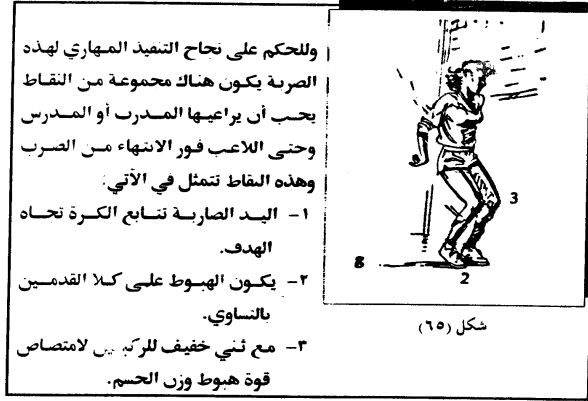 وللحكم على نجاح التنفيذ المهاري لهذه
الضربة يكون هناك مجموعة من النقاط
يجب أن يراعيها المدرب أو المدرس
وحتى اللاعب فور الانتهاء من الضرب
وهذه النقاط تتمثل في الآتي:
١- اليد الضاربة تتابع الكرة تجاه
الهدف.
٢- يكون الهبوط على كلا القدمين
بالتساوي.
٣- مع ثني خفيف للركبتين لامتصاص
قوة هبوط وزن الجسم.
3
8
2
شكل (٦٥)